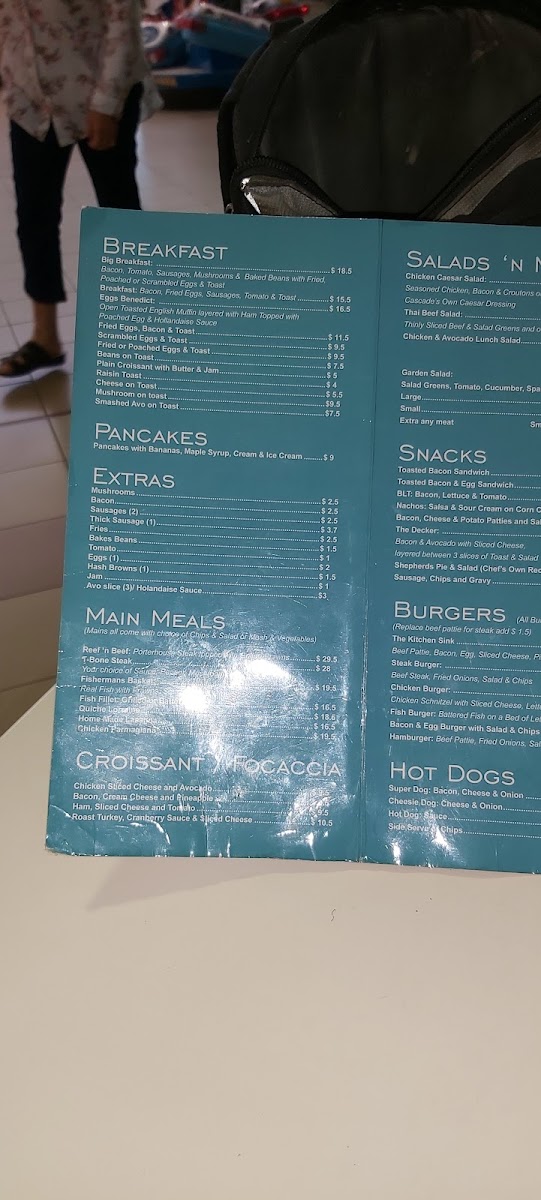 BREAKFAST
Big Breakfast: $ 18.5
Bacon, Tomato, Sausages, Mushrooms & Baked Beans with Fried,
Poached or Scrambled Eggs & Toast
Breakfast: Bacon, Fried Eggs, Sausages, Tomato & Toast $ 15.5
Eggs Benedict: $ 16.5
Open Toasted English Muffin layered with Ham Topped with
Poached Egg & Hollandaise Sauce
Fried Eggs, Bacon & Toast $ 11.5
Scrambled Eggs & Toast $ 9.5
Fried or Poached Eggs & Toast $ 9.5
Beans on Toast $ 7.5
Plain Croissant with Butter & Jam $ 5
Raisin Toast $ 4
Cheese on Toast $ 5.5
Mushroom on toast $9.5
Smashed Avo on Toast $7.5
PANCAKES
Pancakes with Bananas, Maple Syrup, Cream & Ice Cream $ 9
EXTRAS
Mushrooms $ 2.5
Bacon $ 2.5
Sausages (2) $ 2.5
Thick Sausage (1) $ 3.7
Fries $ 2.5
Bakes Beans $ 1.5
Tomato $ 1
Eggs (1) $ 2
Hash Browns (1) $ 1.5
Jam $ 1
Avo slice (3)/ Holandaise Sauce $3
MAIN MEALS
(Mains all come with choice of Chips & Salad or Mash & Vegetables)
Reef 'n Beef: Porterhouse Steak $ 29.5
T-Bone Steak $ 28
Your choice of Sauce:
Fishermans Basket $ 19.5
Real Fish
Fish Fillet: $ 16.5
Quiche Lorraine $ 18.5
Home Made $ 16.5
Chicken Parmagiana $ 19.5
CROISSANT / FOCACCIA
Chicken Sliced Cheese and Avocado
Bacon, Cream Cheese and Pineapple
Ham, Sliced Cheese and Tomato 9.5
Roast Turkey, Cranberry Sauce & Sliced Cheese $ 10.5
SALADS 'N
Chicken Caesar Salad:
Seasoned Chicken, Bacon & Croutons
Cascade's Own Caesar Dressing
Thai Beef Salad:
Thinly Sliced Beef & Salad Greens and
Chicken & Avocado Lunch Salad
Garden Salad:
Salad Greens, Tomato, Cucumber,
Large
Small
Extra any meat
SNACKS
Toasted Bacon Sandwich
Toasted Bacon & Egg Sandwich
BLT: Bacon, Lettuce & Tomato
Nachos: Salsa & Sour Cream on Corn
Bacon, Cheese & Potato Patties and
The Decker:
Bacon & Avocado with Sliced Cheese,
layered between 3 slices of Toast & Salad
Shepherds Pie & Salad (Chef's Own
Sausage, Chips and Gravy
BURGERS (All
(Replace beef pattie for steak add $ 1.5)
The Kitchen Sink
Beef Pattie, Bacon, Egg, Sliced Cheese,
Steak Burger:
Beef Steak, Fried Onions, Salad & Chips
Chicken Burger:
Chicken Schnitzel with Sliced Cheese,
Fish Burger: Battered Fish on a Bed of
Bacon & Egg Burger with Salad & Chips
Hamburger: Beef Pattie, Fried Onions,
HOT DOGS
Super Dog: Bacon, Cheese & Onion
Cheesie Dog: Cheese & Onion
Hot Dog: Sauce
Side Serve of Chips